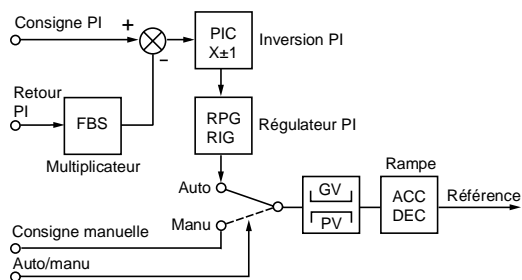 Consigne PI
+
–
PIC
X±1
Inversion PI
Retour
PI
FBS
Multiplicateur
RPG
RIG
Régulateur PI
Auto
Manu
GV
PV
Rampe
ACC
DEC
Référence
Consigne manuelle
Auto/manu